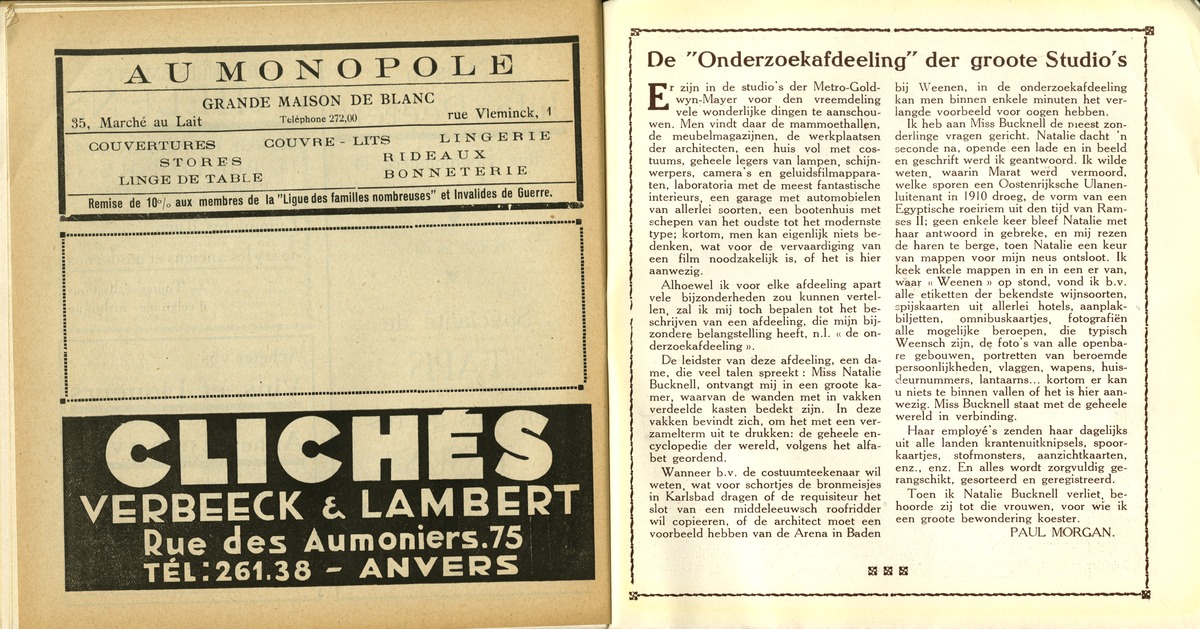 AU MONOPOLE
GRANDE MAISON DE BLANC
35, Marché au Lait Téléphone 272,00 rue Vleminck, 1
COUVERTURES COUVRE-LITS LINGERIE
STORES RIDEAUX
LINGE DE TABLE BONNETERIE
Remise de 10% aux membres de la "Ligue des familles nombreuses" et Invalides de Guerre.
CLICHÉS
VERBEECK & LAMBERT
Rue des Aumoniers.75
TÉL:261.38 - ANVERS
De "Onderzoekafdeeling" der groote Studio's
Er zijn in de studio's der Metro-Gold-
wyn-Mayer voor den vreemdeling
vele wonderlijke dingen te aanschou-
wen. Men vindt daar de mammoethallen,
de meubelmagazijnen, de werkplaatsen
der architecten, een huis vol met cos-
tuums, geheele legers van lampen, schijn-
werpers, camera's en geluidsfilmappara-
ten, laboratoria met de meest fantastische
interieurs, een garage met automobielen
van allerlei soorten, een bootenhuis met
schepen van het oudste tot het modernste
type; kortom, men kan eigenlijk niets be-
denken, wat voor de vervaardiging van
een film noodzakelijk is, of het is hier
aanwezig.
Alhoewel ik voor elke afdeeling apart
vele bijzonderheden zou kunnen vertel-
len, zal ik mij toch bepalen tot het be-
schrijven van een afdeeling, die mijn bij-
zondere belangstelling heeft, n.l. « de on-
derzoekafdeeling ».
De leidster van deze afdeeling, een da-
me, die veel talen spreekt : Miss Natalie
Bucknell, ontvangt mij in een groote ka-
mer, waarvan de wanden met in vakken
verdeelde kasten bedekt zijn. In deze
vakken bevindt zich, om het met een ver-
zamelterm uit te drukken: de geheele en-
cyclopedie der wereld, volgens het alfa-
bet geordend.
Wanneer b.v. de costuumteekenaar wil
weten, wat voor schortjes de bronmeisjes
in Karlsbad dragen of de requisiteur het
slot van een middeleeuwsch roofridder
wil copieeren, of de architect moet een
voorbeeld hebben van de Arena in Baden
bij Weenen, in de onderzoekafdeeling
kan men binnen enkele minuten het ver-
langde voorbeeld voor oogen hebben.
Ik heb aan Miss Bucknell de meest zon-
derlinge vragen gericht. Natalie dacht 'n
seconde na, opende een lade en in beeld
en geschrift werd ik geantwoord. Ik wilde
weten, waarin Marat werd vermoord,
welke sporen een Oostenrijksche Ulanen-
luitenant in 1910 droeg, de vorm van een
Egyptische roeiriem uit den tijd van Ram-
ses II; geen enkele keer bleef Natalie met
haar antwoord in gebreke, en mij rezen
de haren te berge, toen Natalie een keur
van mappen voor mijn neus ontsloot. Ik
keek enkele mappen in en in een er van,
waar « Weenen » op stond, vond ik b.v.
alle etiketten der bekendste wijnsoorten,
spijskaarten uit allerlei hotels, aanplak-
biljetten, omnibuskaartjes, fotografiën
alle mogelijke beroepen, die typisch
Weensch zijn, de foto's van alle openba-
re gebouwen, portretten van beroemde
persoonlijkheden, vlaggen, wapens, huis-
deurnummers, lantaarns... kortom er kan
u niets te binnen vallen of het is hier aan-
wezig. Miss Bucknell staat met de geheele
wereld in verbinding.
Haar employé's zenden haar dagelijks
uit alle landen krantenuitknipsels, spoor-
kaartjes, stofmonsters, aanzichtkaarten,
enz., enz. En alles wordt zorgvuldig ge-
rangschikt, gesorteerd en geregistreerd.
Toen ik Natalie Bucknell verliet, be-
hoorde zij tot die vrouwen, voor wie ik
een groote bewondering koester.
PAUL MORGAN.